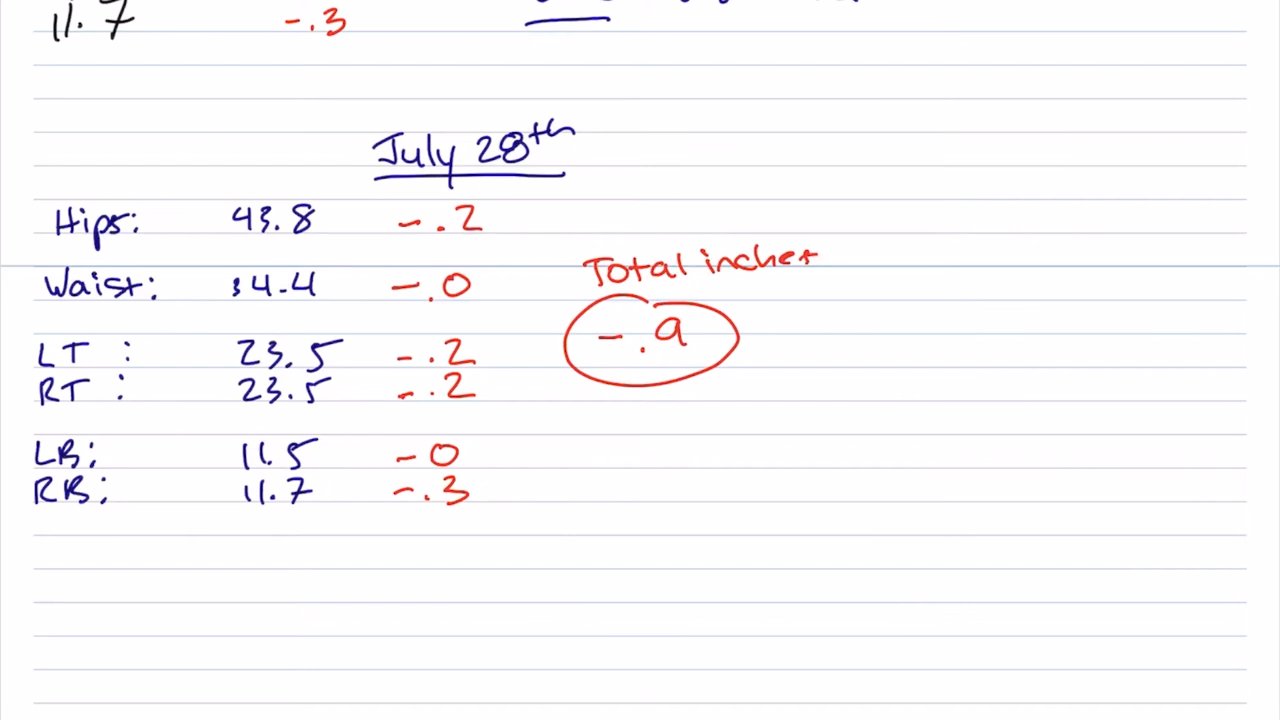 11.7 -.3
July 28th
Hips: 43.8 -.2
Total inches
Waist: 34.4 -.0
-.9
LT : 23.5 -.2
RT : 23.5 -.2
LB: 11.5 -0
RB: 11.7 -.3